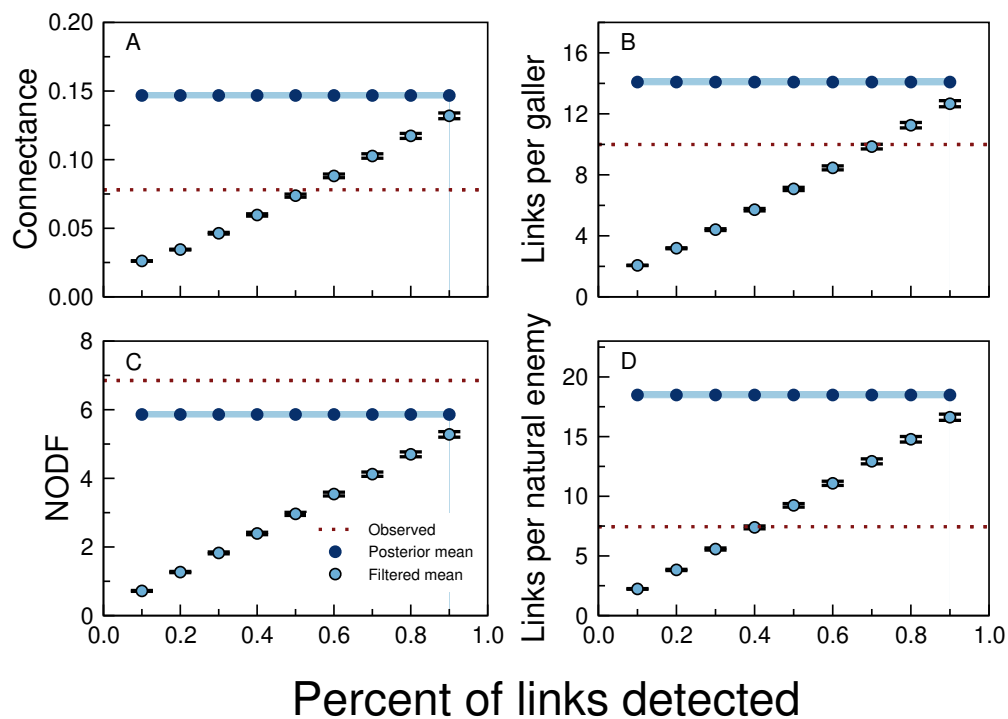 A
Connectance
0.20
0.15
0.10
0.05
0.00
B
Links per galler
16
12
8
4
0
C
NODF
8
6
4
2
0
0.0 0.2 0.4 0.6 0.8 1.0
Observed
Posterior mean
Filtered mean
D
Links per natural enemy
20
15
10
5
0
0.0 0.2 0.4 0.6 0.8 1.0
Percent of links detected